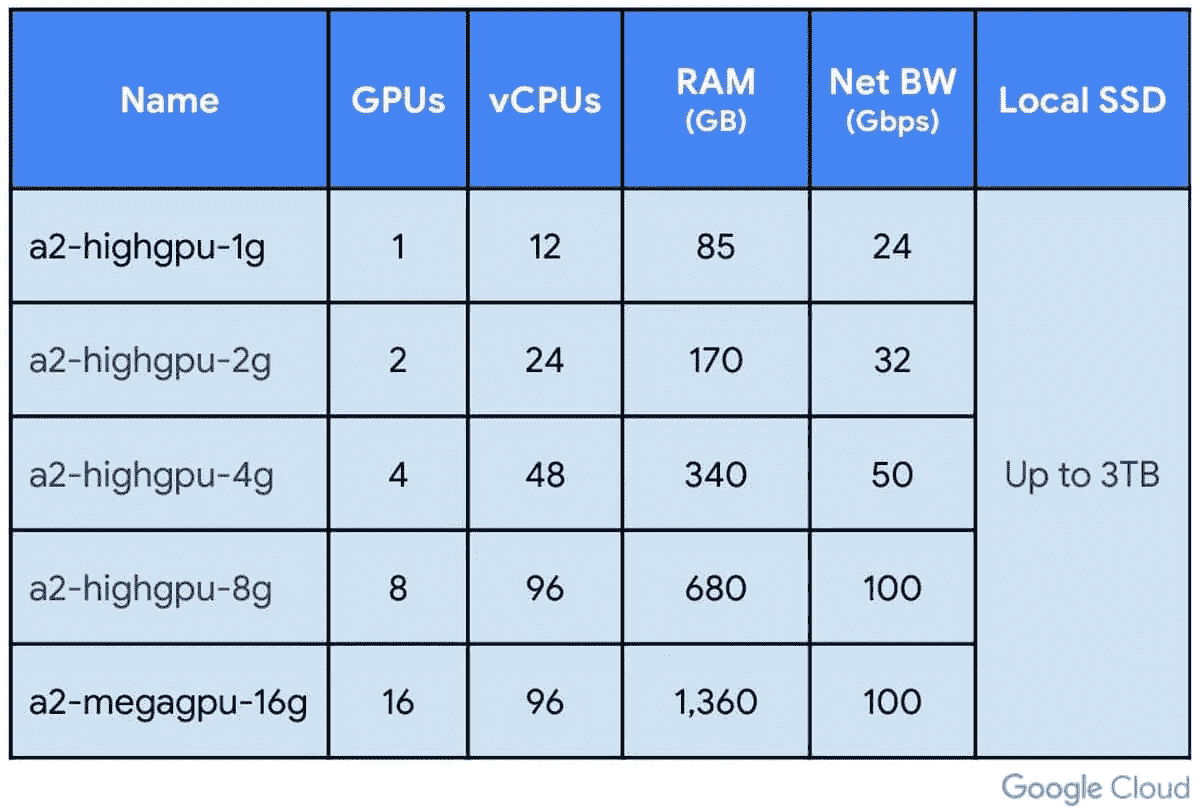 Name GPUs vCPUs RAM (GB) Net BW (Gbps) Local SSD
a2-highgpu-1g 1 12 85 24
a2-highgpu-2g 2 24 170 32
a2-highgpu-4g 4 48 340 50 Up to 3TB
a2-highgpu-8g 8 96 680 100
a2-megagpu-16g 16 96 1,360 100
Google Cloud